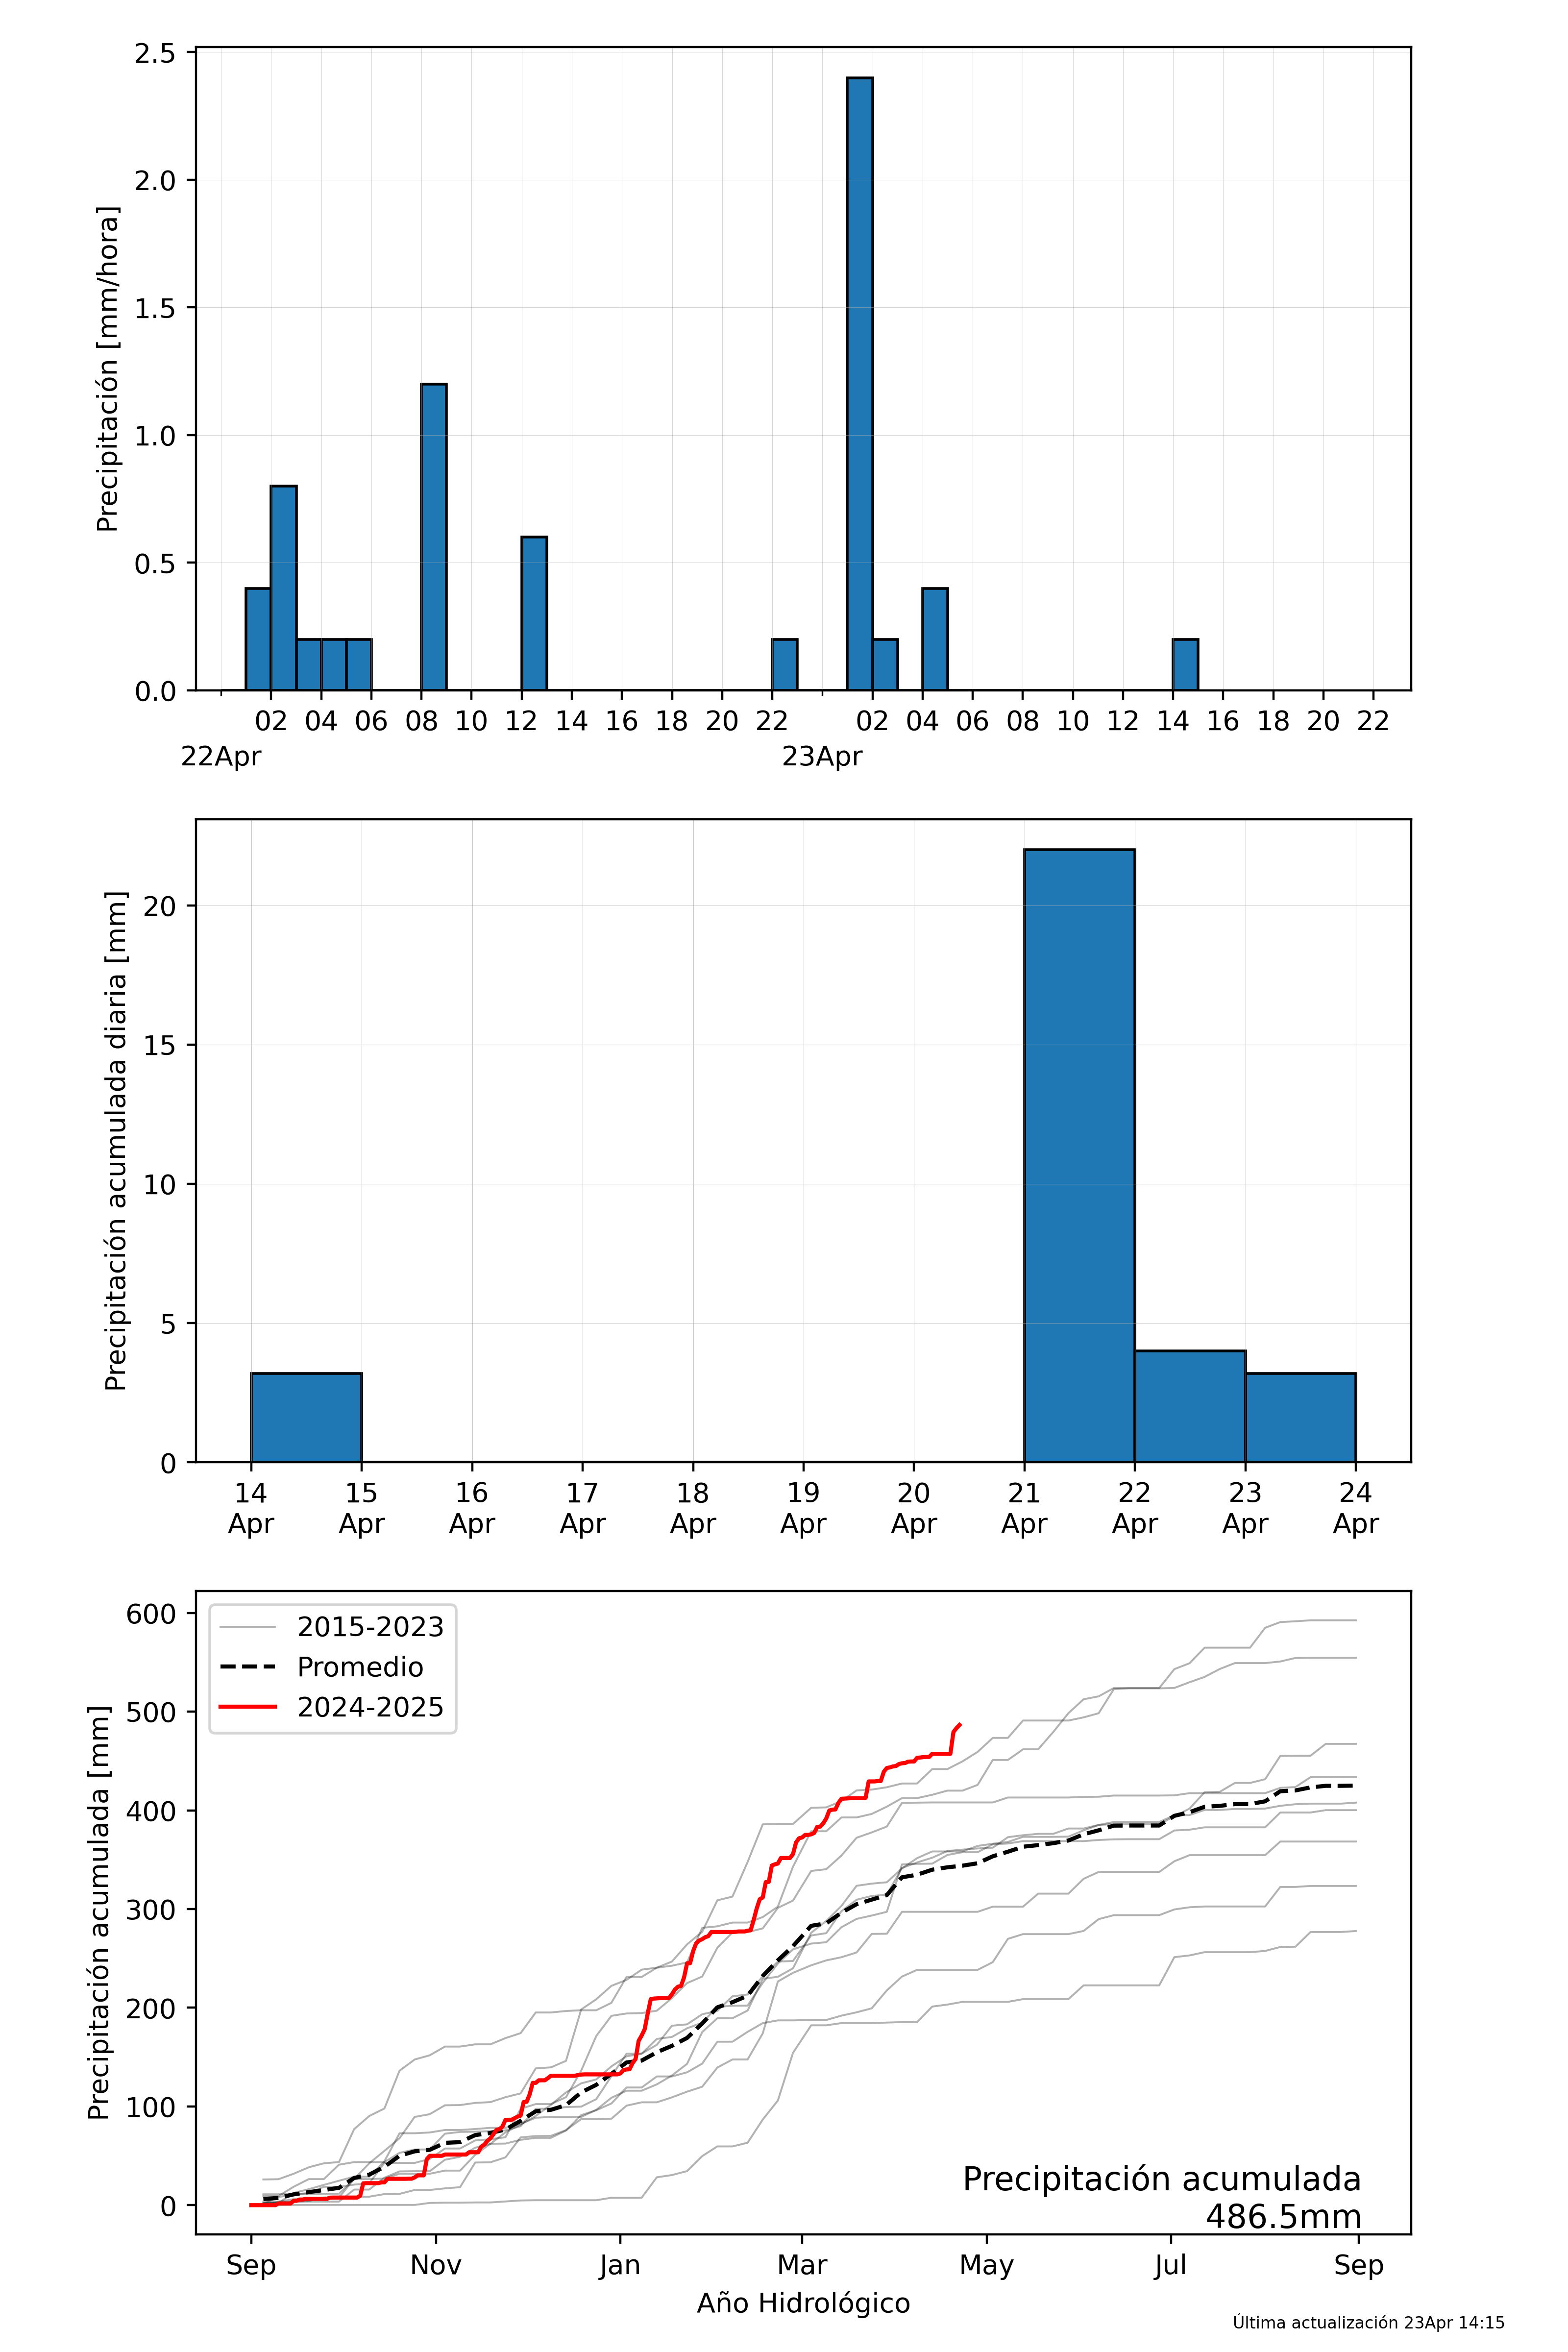 2.5
2.0
1.5
1.0
0.5
0.0
Precipitación [mm/hora]
02 04 06 08 10 12 14 16 18 20 22 02 04 06 08 10 12 14 16 18 20 22
22Apr 23Apr
20
15
10
5
0
Precipitación acumulada diaria [mm]
14 15 16 17 18 19 20 21 22 23 24
Apr Apr Apr Apr Apr Apr Apr Apr Apr Apr Apr
600
500
400
300
200
100
0
Precipitación acumulada [mm]
2015-2023
Promedio
2024-2025
Precipitación acumulada
486.5mm
Sep Nov Jan Mar May Jul Sep
Año Hidrológico
Última actualización 23Apr 14:15